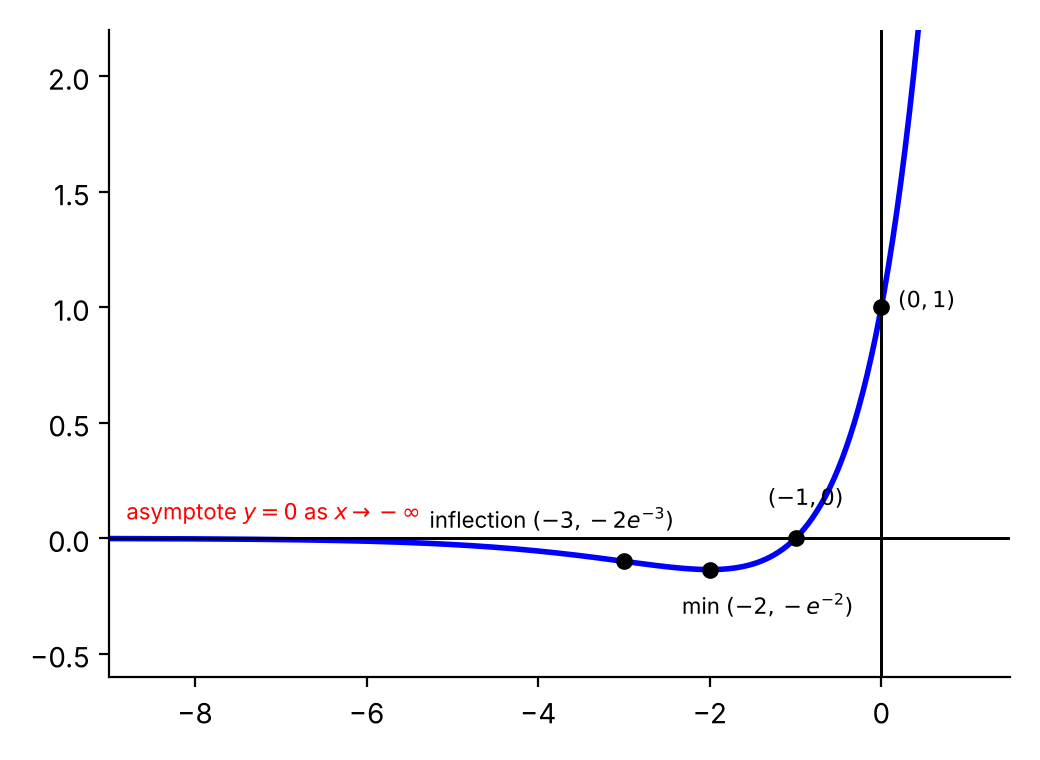 2.0
1.5
1.0
(0, 1)
0.5
(−1, 0)
asymptote y = 0 as x → − ∞
inflection (−3, − 2e⁻³)
0.0
min (−2, − e⁻²)
−0.5
−8 −6 −4 −2 0